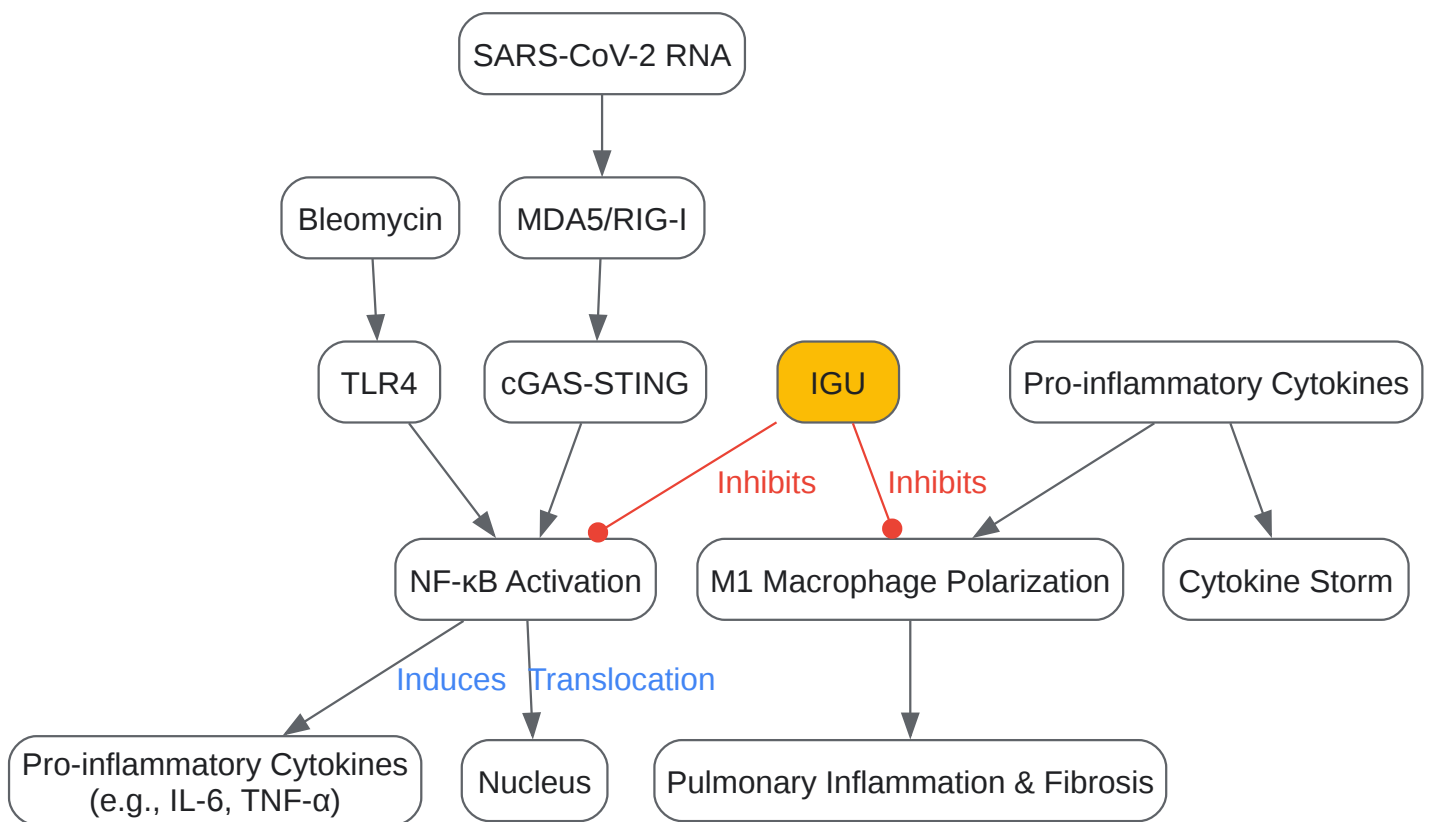 SARS-CoV-2 RNA
Bleomycin
MDA5/RIG-I
TLR4
cGAS-STING
IGU
Pro-inflammatory Cytokines
Inhibits
Inhibits
NF-κB Activation
M1 Macrophage Polarization
Cytokine Storm
Induces
Translocation
Pro-inflammatory Cytokines
(e.g., IL-6, TNF-α)
Nucleus
Pulmonary Inflammation & Fibrosis